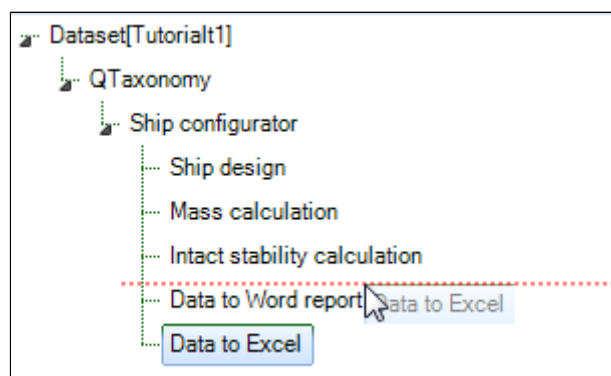 Dataset[Tutorialt1]
QTaxonomy
Ship configurator
Ship design
Mass calculation
Intact stability calculation
Data to Word report
Data to Excel
Data to Excel